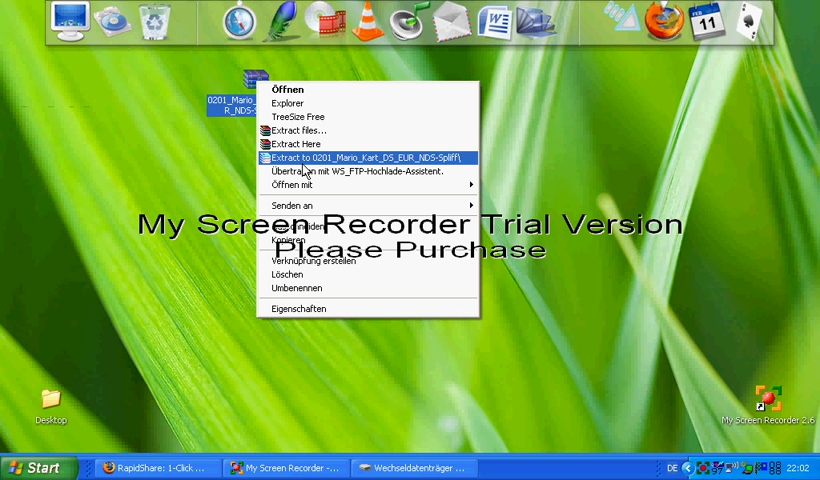 FEB
11
0201_Mario_
R_NDS-S
Öffnen
Explorer
TreeSize Free
Extract files...
Extract Here
Extract to 0201_Mario_Kart_DS_EUR_NDS-Spliff\
Übertragen mit WS_FTP-Hochlade-Assistent.
Öffnen mit
Senden an
My Screen Recorder Trial Version
Ausschneiden
Kopieren
Please Purchase
Verknüpfung erstellen
Löschen
Umbenennen
Eigenschaften
Desktop
My Screen Recorder 2.6
Start
RapidShare: 1-Click ...
My Screen Recorder -...
Wechseldatenträger ...
DE
22:02